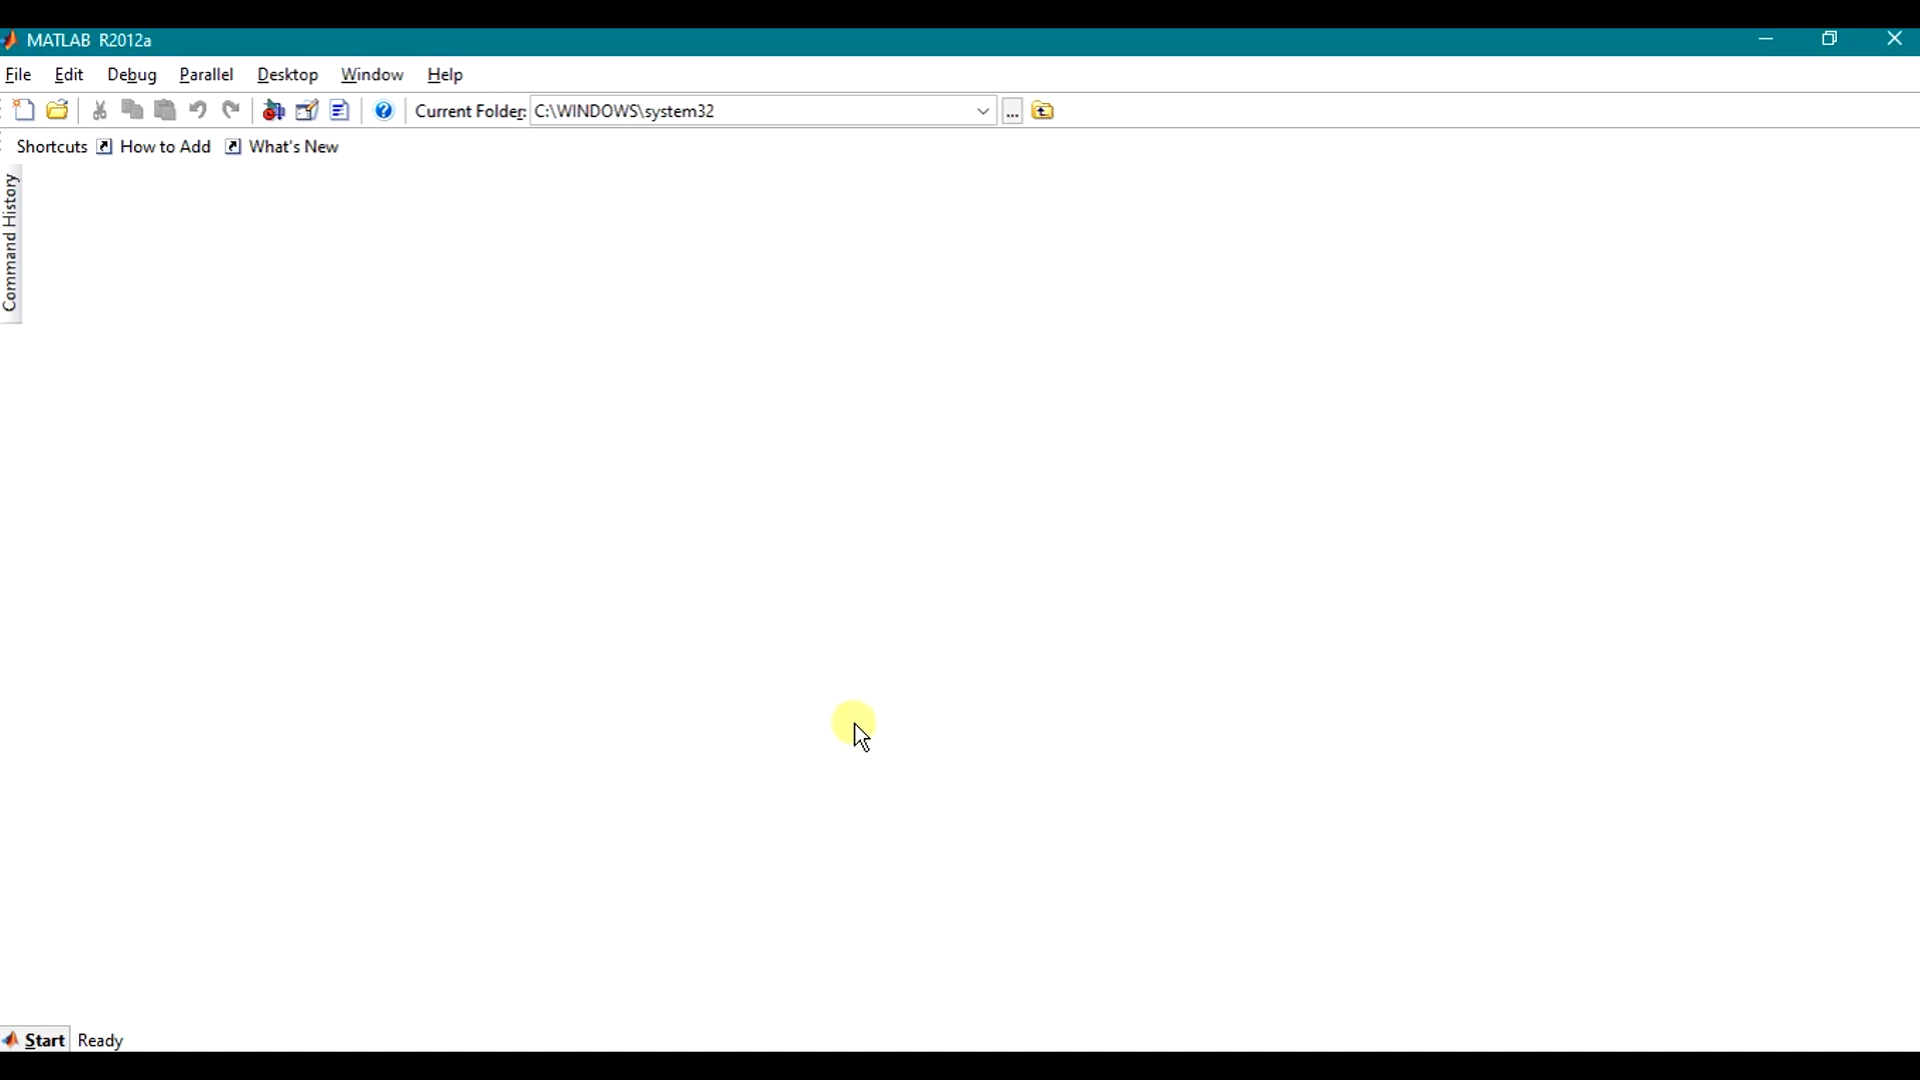 MATLAB R2012a
File Edit Debug Parallel Desktop Window Help
Current Folder: C:\WINDOWS\system32 ...
Shortcuts How to Add What's New
Command History
Start Ready